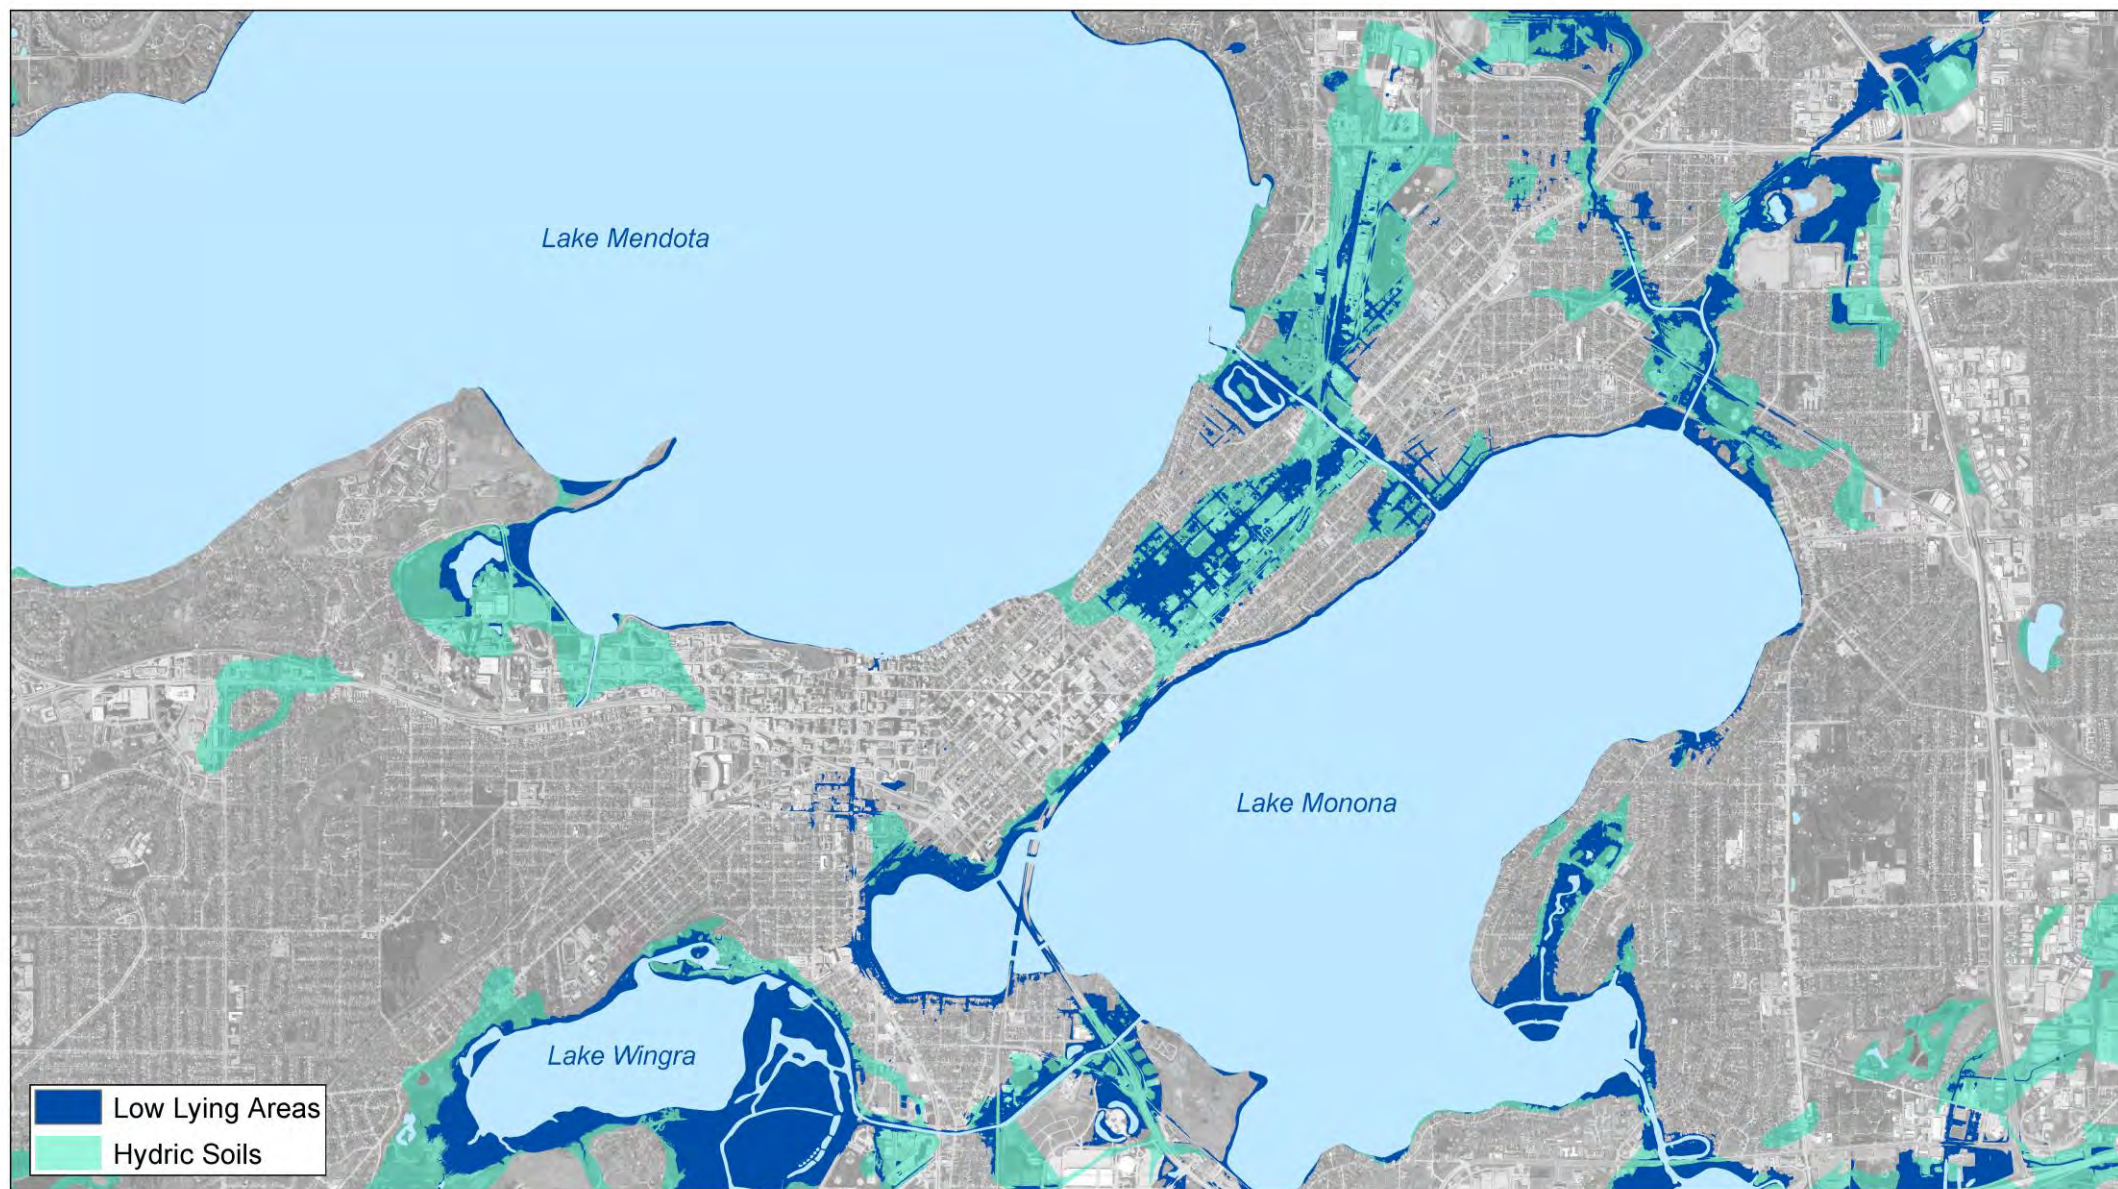 Lake Mendota
Lake Monona
Lake Wingra
Low Lying Areas
Hydric Soils